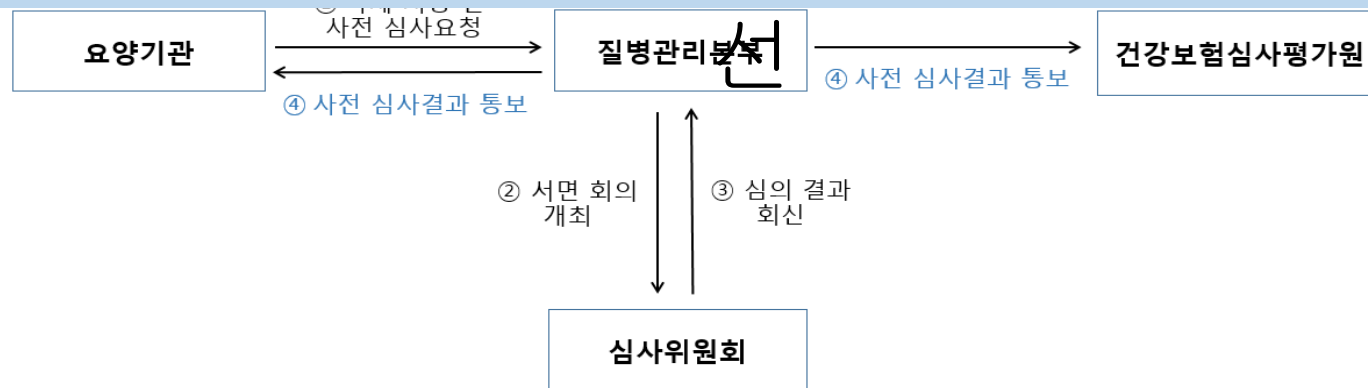 사전 심사요청
요양기관
질병관리
선
건강보험심사평가원
④ 사전 심사결과 통보
④ 사전 심사결과 통보
② 서면 회의
개최
③ 심의 결과
회신
심사위원회